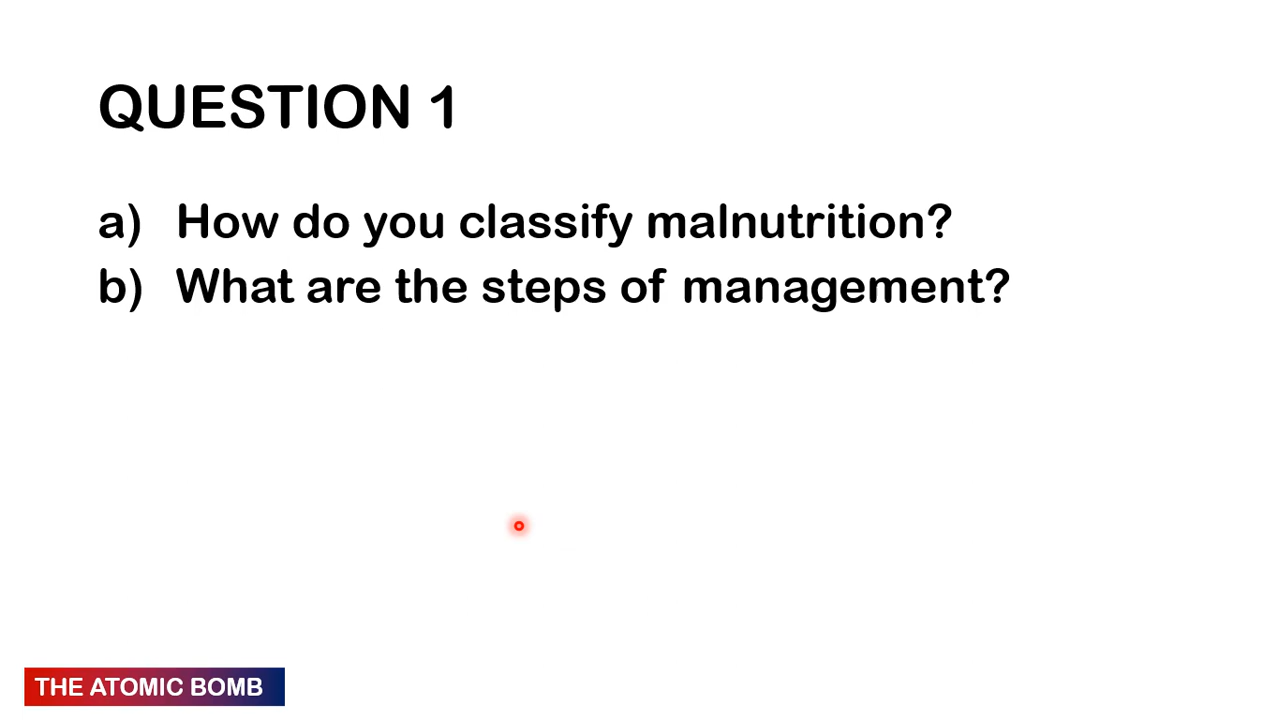 QUESTION 1
a) How do you classify malnutrition?
b) What are the steps of management?
THE ATOMIC BOMB